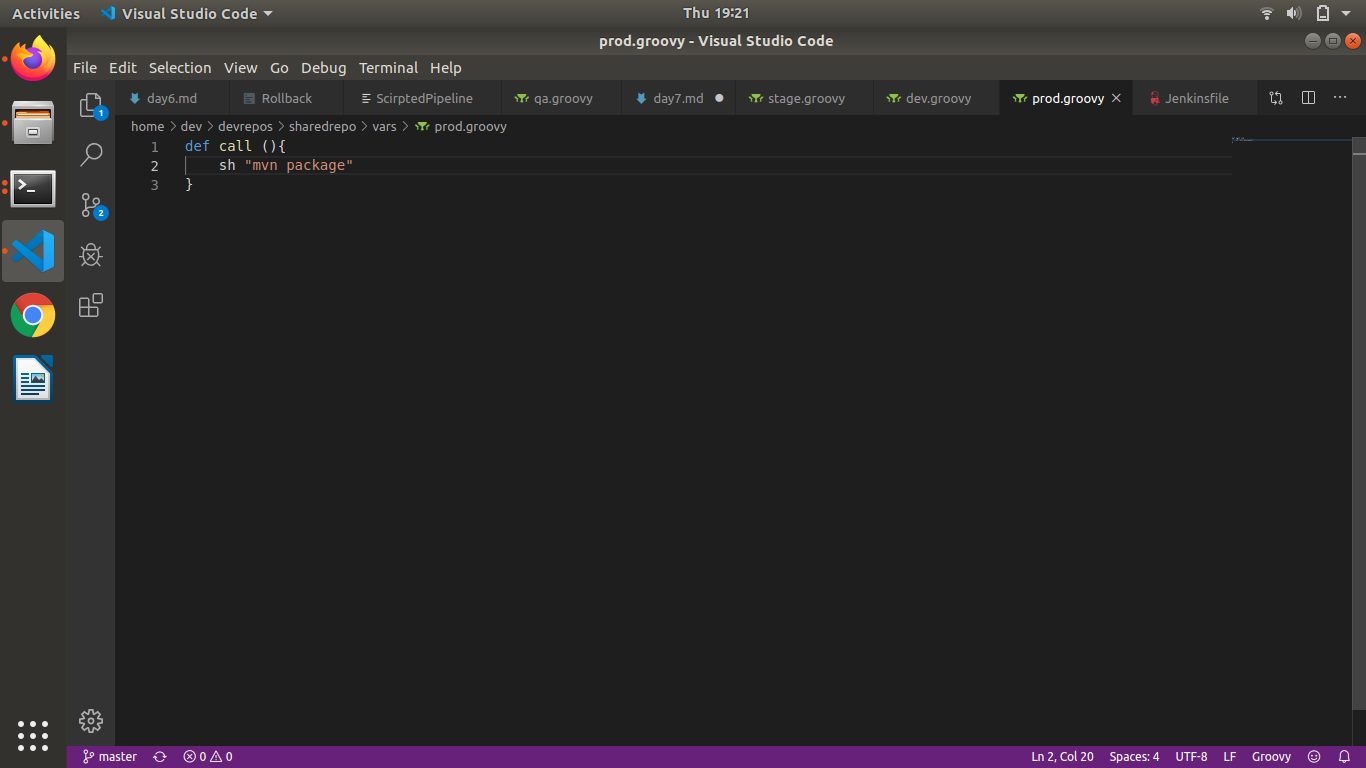 Activities Visual Studio Code Thu 19:21
prod.groovy - Visual Studio Code
File Edit Selection View Go Debug Terminal Help
day6.md Rollback ScirptedPipeline qa.groovy day7.md stage.groovy dev.groovy prod.groovy Jenkinsfile
home > dev > devrepos > sharedrepo > vars > prod.groovy
1 def call (){
2 sh "mvn package"
3 }
1
2
master 0 0 Ln 2, Col 20 Spaces: 4 UTF-8 LF Groovy